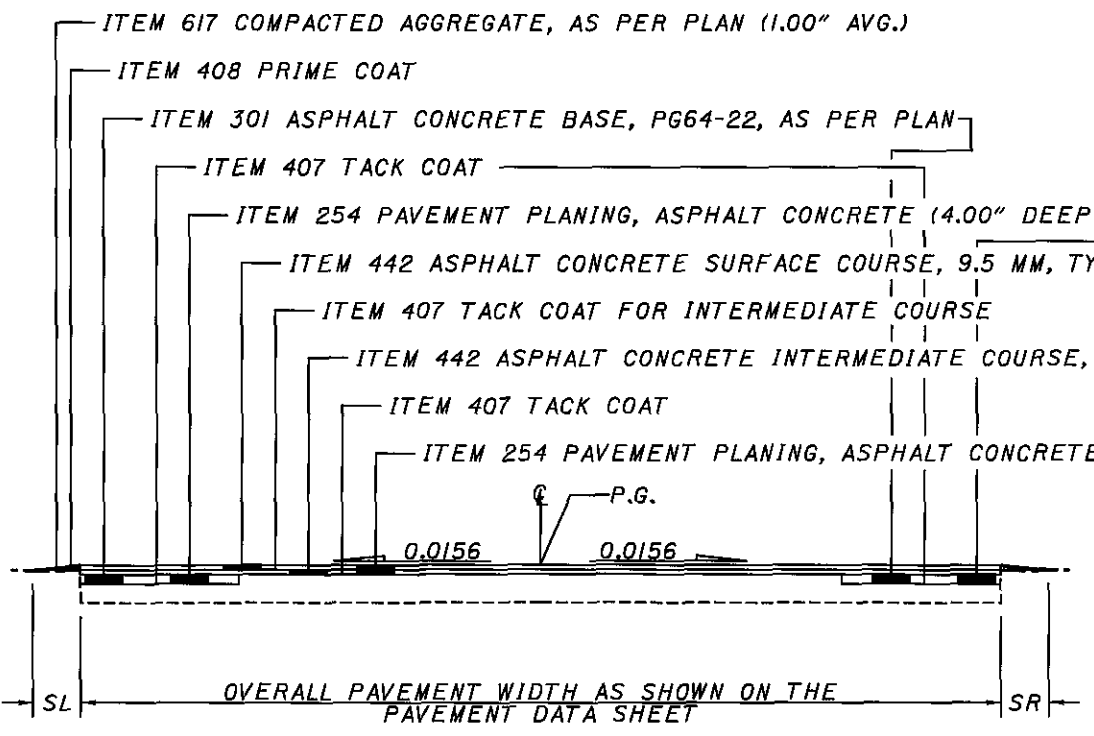 ITEM 617 COMPACTED AGGREGATE, AS PER PLAN (1.00" AVG.)
ITEM 408 PRIME COAT
ITEM 301 ASPHALT CONCRETE BASE, PG64-22, AS PER PLAN
ITEM 407 TACK COAT
ITEM 254 PAVEMENT PLANING, ASPHALT CONCRETE (4.00" DEEP
ITEM 442 ASPHALT CONCRETE SURFACE COURSE, 9.5 MM, TY
ITEM 407 TACK COAT FOR INTERMEDIATE COURSE
ITEM 442 ASPHALT CONCRETE INTERMEDIATE COURSE,
ITEM 407 TACK COAT
ITEM 254 PAVEMENT PLANING, ASPHALT CONCRETE
℄ P.G.
0.0156 0.0156
SL OVERALL PAVEMENT WIDTH AS SHOWN ON THE SR
PAVEMENT DATA SHEET